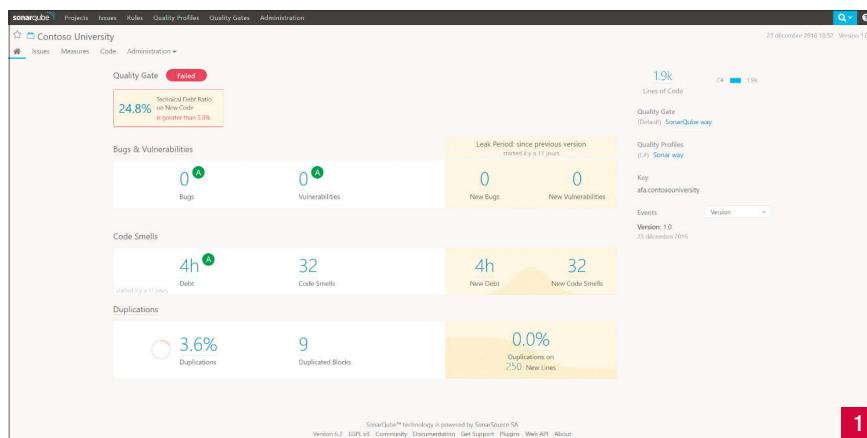 sonarqube Projects Issues Rules Quality Profiles Quality Gates Administration
Contoso University
23 décembre 2016 10:52 Version 1.0
Issues Measures Code Administration
Quality Gate Failed
24.8% Technical Debt Ratio
on New Code
is greater than 5.0%
Bugs & Vulnerabilities
Leak Period: since previous version
started il y a 11 jours
0 A
Bugs
0 A
Vulnerabilities
0
New Bugs
0
New Vulnerabilities
Code Smells
4h A
Debt
started il y a 11 jours
32
Code Smells
4h
New Debt
32
New Code Smells
Duplications
3.6%
Duplications
9
Duplicated Blocks
0.0%
Duplications on
250 New Lines
1.9k
Lines of Code
C# 1.9k
Quality Gate
(Default) SonarQube way
Quality Profiles
(C#) Sonar way
Key
afa.contosouniversity
Events Version
Version: 1.0
23 décembre 2016
SonarQube™ technology is powered by SonarSource SA
Version 6.2 LGPL v3 Community Documentation Get Support Plugins Web API About
1